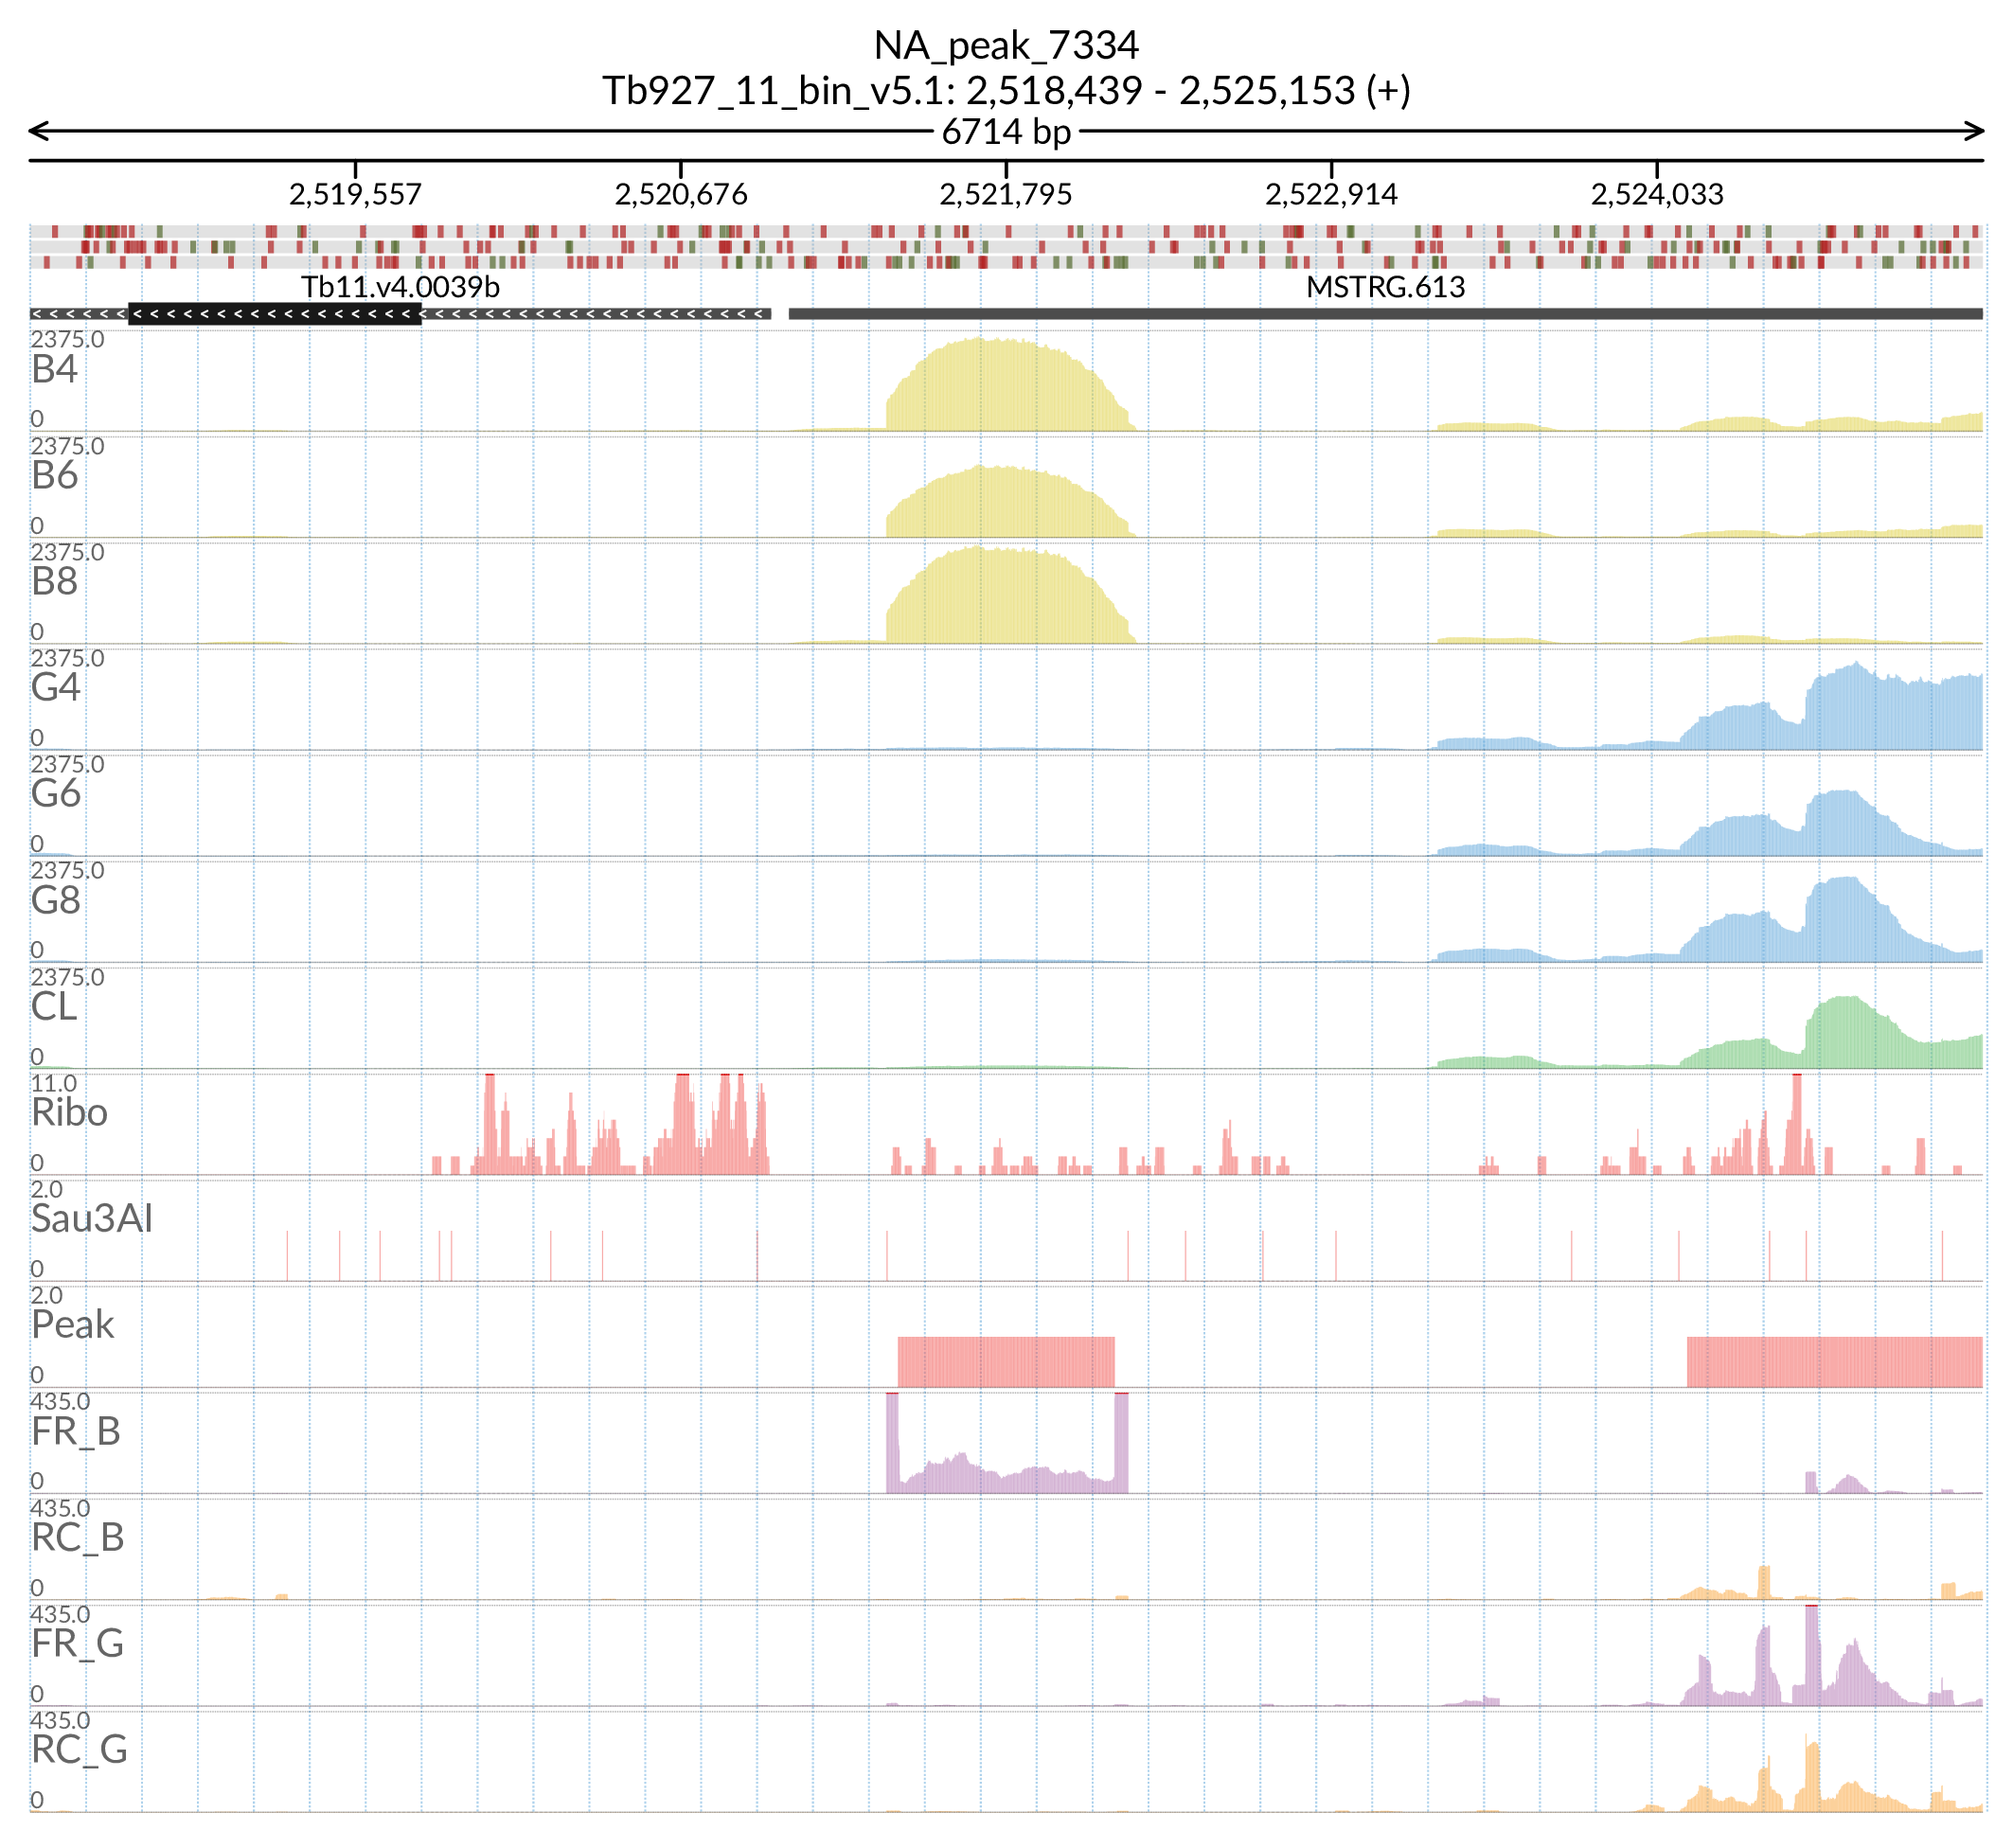 NA_peak_7334
Tb927_11_bin_v5.1: 2,518,439 - 2,525,153 (+)
6714 bp
2,519,557 2,520,676 2,521,795 2,522,914 2,524,033
Tb11.v4.0039b MSTRG.613
2375.0
B4
0
2375.0
B6
0
2375.0
B8
0
2375.0
G4
0
2375.0
G6
0
2375.0
G8
0
2375.0
CL
0
11.0
Ribo
0
2.0
Sau3AI
0
2.0
Peak
0
435.0
FR_B
0
435.0
RC_B
0
435.0
FR_G
0
435.0
RC_G
0